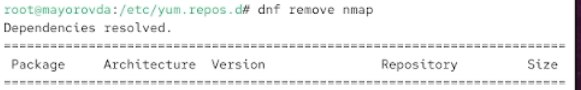 root@mayorovda:/etc/yum.repos.d# dnf remove nmap
Dependencies resolved.
================================================================================
Package Architecture Version Repository Size
================================================================================